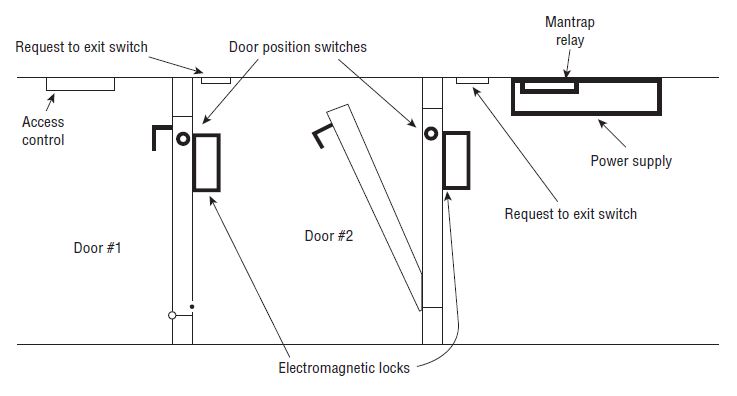 Mantrap
relay
Request to exit switch
Door position switches
Access
control
Power supply
Request to exit switch
Door #1
Door #2
Electromagnetic locks